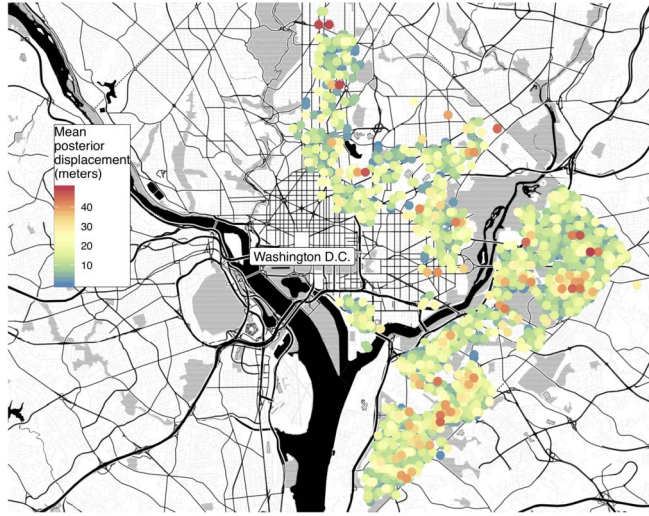 Mean
posterior
displacement
(meters)
40
30
20
10
Washington D.C.